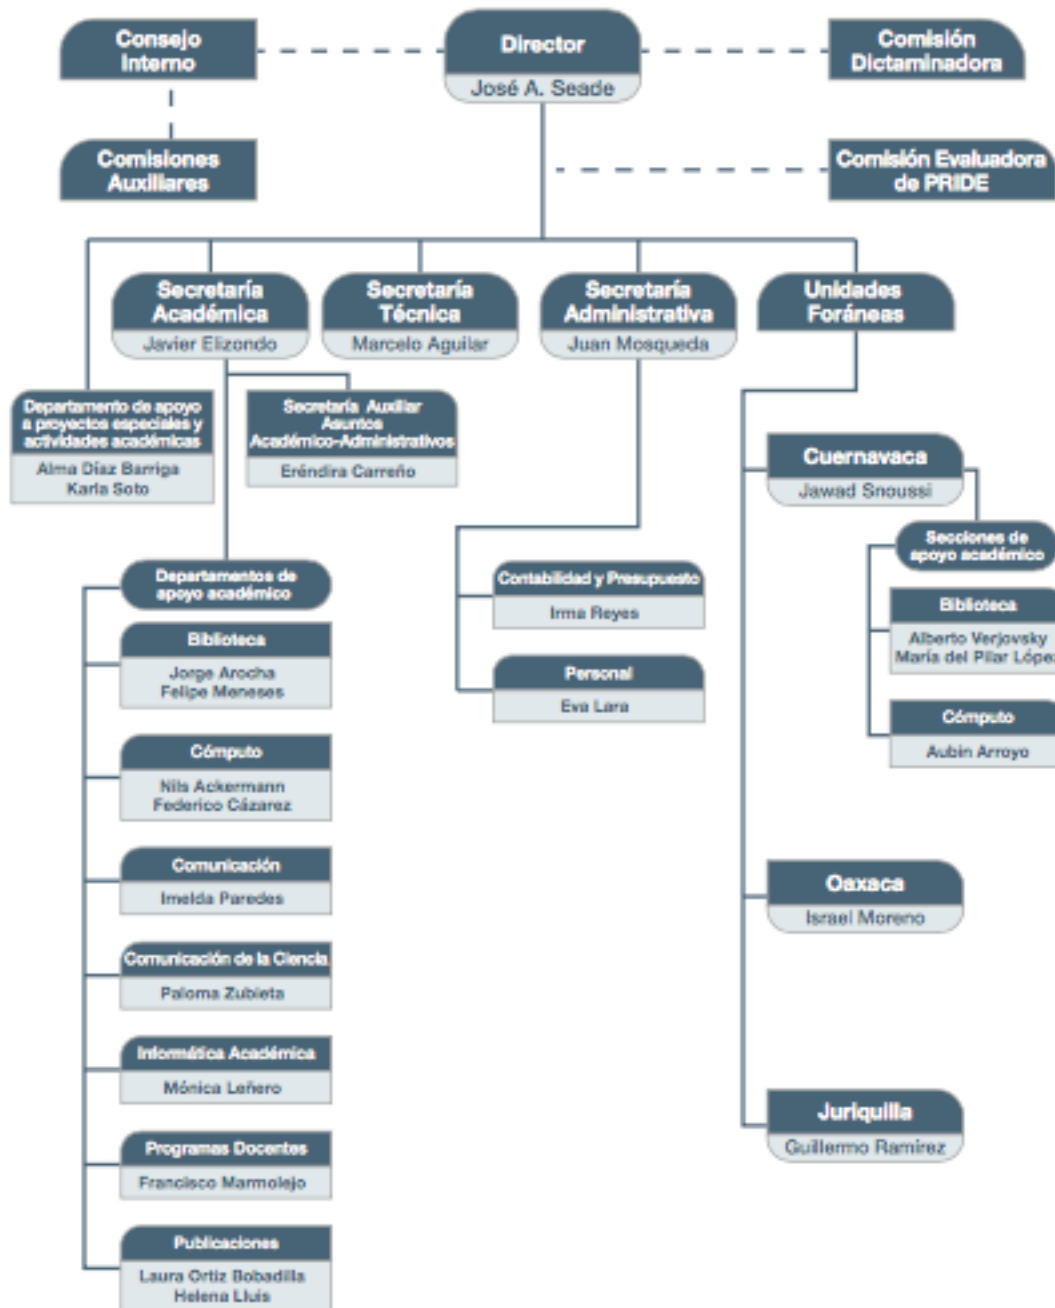 Consejo
Interno
Director
José A. Seade
Comisión
Dictaminadora
Comisiones
Auxiliares
Comisión Evaluadora
de PRIDE
Secretaría
Académica
Javier Elizondo
Secretaría
Técnica
Marcelo Aguilar
Secretaría
Administrativa
Juan Mosqueda
Unidades
Foráneas
Departamento de apoyo
a proyectos especiales y
actividades académicas
Alma Díaz Barriga
Karla Soto
Secretaría Auxiliar
Asuntos
Académico-Administrativos
Eréndira Carreño
Departamentos de
apoyo académico
Biblioteca
Jorge Arocha
Felipe Meneses
Cómputo
Nils Ackermann
Federico Cázarez
Comunicación
Imelda Paredes
Comunicación de la Ciencia
Paloma Zubieta
Informática Académica
Mónica Leñero
Programas Docentes
Francisco Marmolejo
Publicaciones
Laura Ortiz Bobadilla
Helena Lluis
Contabilidad y Presupuesto
Irma Reyes
Personal
Eva Lara
Cuernavaca
Jawad Snoussi
Secciones de
apoyo académico
Biblioteca
Alberto Verjovsky
María del Pilar López
Cómputo
Aubin Arroyo
Oaxaca
Israel Moreno
Juriquilla
Guillermo Ramírez